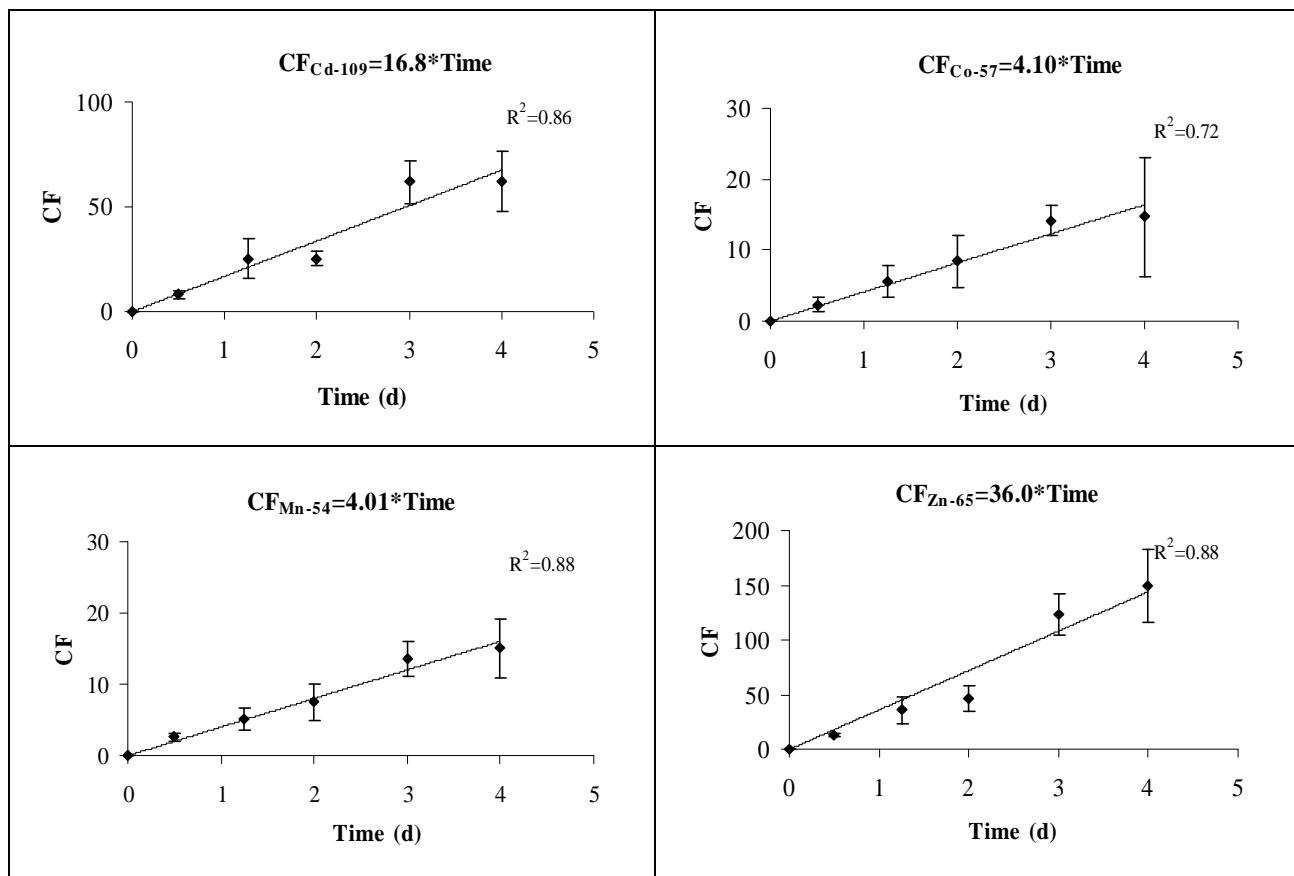 CF_Cd-109=16.8*Time
R²=0.86
100
50
0
CF
0 1 2 3 4 5
Time (d)
CF_Co-57=4.10*Time
R²=0.72
30
20
10
0
CF
0 1 2 3 4 5
Time (d)
CF_Mn-54=4.01*Time
R²=0.88
30
20
10
0
CF
0 1 2 3 4 5
Time (d)
CF_Zn-65=36.0*Time
R²=0.88
200
150
100
50
0
CF
0 1 2 3 4 5
Time (d)